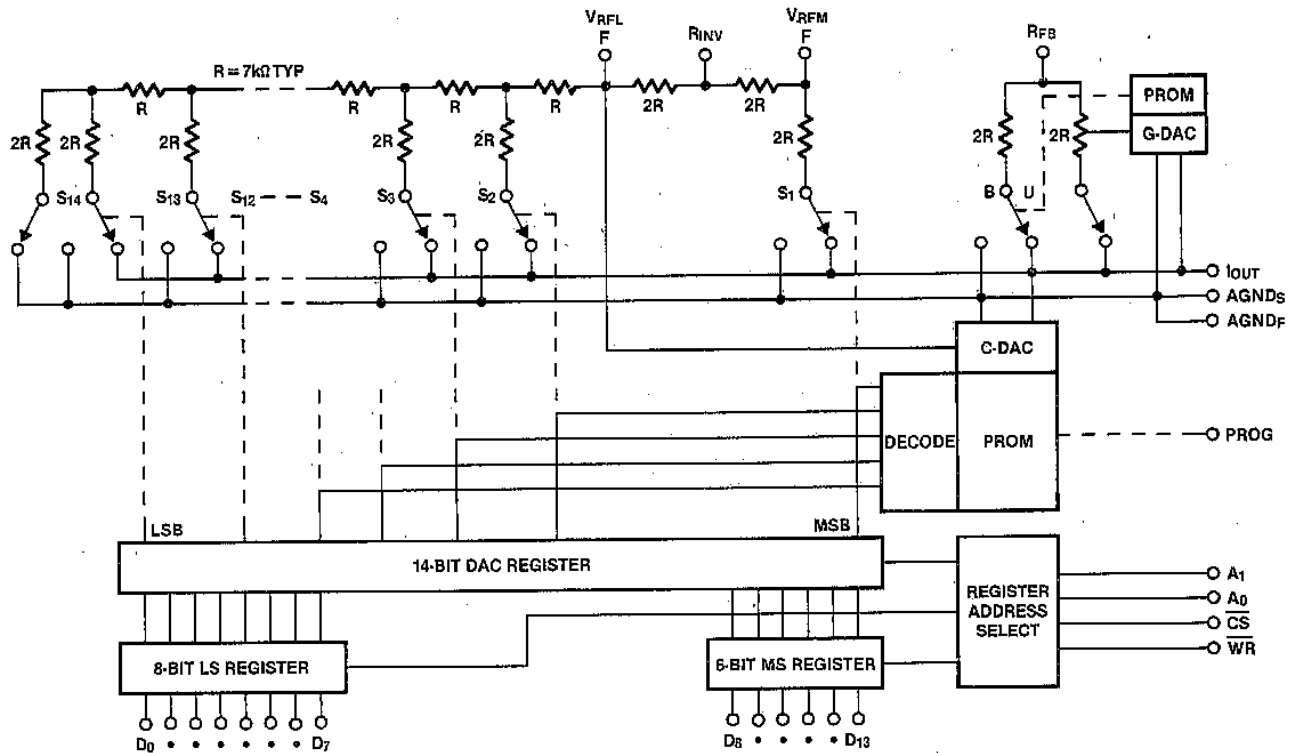 VRFL F
RINV
VRFM F
RFB
R = 7kΩ TYP
R
R
R
R
2R
2R
PROM
G-DAC
2R
2R
2R
2R
2R
2R
2R
2R
S14
S13
S12 — — S4
S3
S2
S1
B
U
IOUT
AGNDS
AGNDF
C-DAC
DECODE
PROM
PROG
LSB
MSB
14-BIT DAC REGISTER
REGISTER
ADDRESS
SELECT
A1
A0
CS
WR
8-BIT LS REGISTER
6-BIT MS REGISTER
D0 • • • • • • D7
D8 • • • • D13